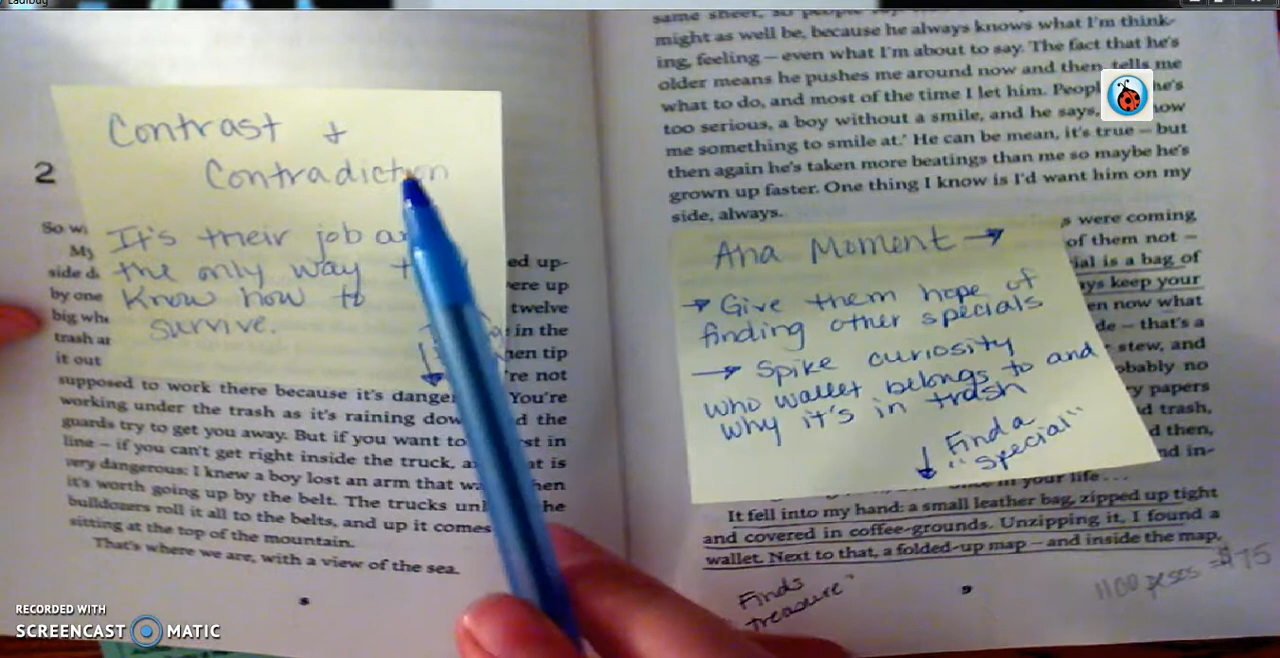 Ladibug
Contrast +
Contradiction
It's their job a
the only way t
Know how to
survive.
2
So wi
My
ed up-
side d
ere up
by one
twelve
big whe
in the
trash ar
hen tip
it out
're not
supposed to work there because it's dange You're
working under the trash as it's raining dow d the
guards try to get you away. But if you want to st in
line – if you can't get right inside the truck, a t is
very dangerous: I knew a boy lost an arm that wa hen
it's worth going up by the belt. The trucks unl he
bulldozers roll it all to the belts, and up it comes
sitting at the top of the mountain.
That's where we are, with a view of the sea.
8
RECORDED WITH
SCREENCAST MATIC
might as well be, because he always knows what I'm think-
ing, feeling – even what I'm about to say. The fact that he's
older means he pushes me around now and then, tells me
what to do, and most of the time I let him. Peopl he's
too serious, a boy without a smile, and he says, ow
me something to smile at.' He can be mean, it's true – but
then again he's taken more beatings than me so maybe he's
grown up faster. One thing I know is I'd want him on my
side, always.
s were coming
of them not –
ial is a bag of
ys keep your
en now what
de – that's a
stew, and
obably no
ry papers
d trash,
d then,
nd in-
Aha Moment →
→ Give them hope of
finding other specials
→ Spike curiosity
who wallet belongs to and
why it's in trash
↓ Find a
"special"
in your life . . .
It fell into my hand: a small leather bag, zipped up tight
and covered in coffee-grounds. Unzipping it, I found a
wallet. Next to that, a folded-up map – and inside the map,
Finds
treasure"
9
1100 pesos = $75